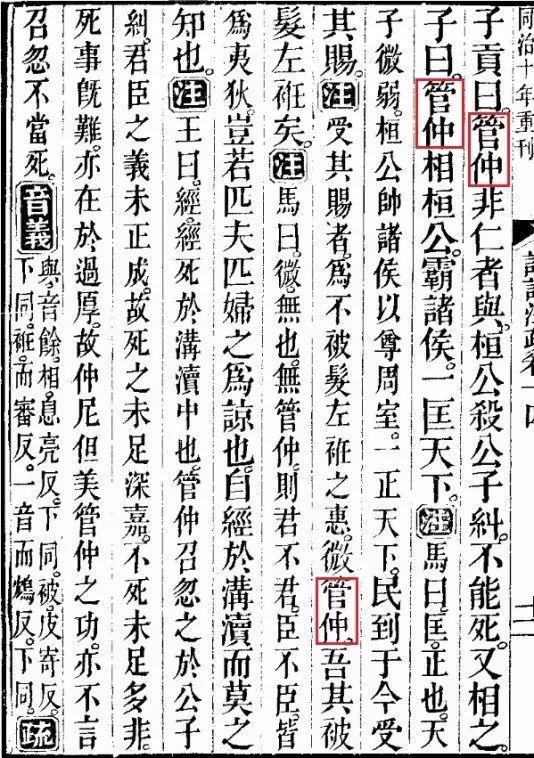 同治十年重刊
論語注疏卷十四
十二
子貢曰。管仲非仁者與。桓公殺公子糾。不能死。又相之。
子曰。管仲相桓公。霸諸侯。一匡天下。注馬曰。匡。正也。天
子微弱。桓公帥諸侯以尊周室。一正天下。民到于今受
其賜。注受其賜者。爲不被髮左衽之惠。微管仲。吾其被
髮左衽矣。注馬曰。微。無也。無管仲。則君不君。臣不臣。皆
爲夷狄。豈若匹夫匹婦之爲諒也。自經於溝瀆而莫之
知也。注王曰。經。經死於溝瀆中也。管仲召忽之於公子
糾。君臣之義未正成。故死之未足深嘉。不死未足多非。
死事旣難。亦在於過厚。故仲尼但美管仲之功。亦不言
召忽不當死。音義
與。音餘。相。息亮反。下同。被。皮寄反。
下同。衽。而審反。一音而鴆反。下同。疏